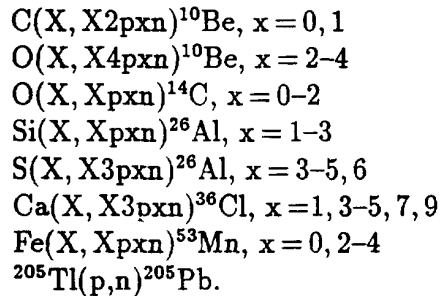 C(X, X2pxn)¹⁰Be, x = 0, 1
O(X, X4pxn)¹⁰Be, x = 2–4
O(X, Xpxn)¹⁴C, x = 0–2
Si(X, Xpxn)²⁶Al, x = 1–3
S(X, X3pxn)²⁶Al, x = 3–5, 6
Ca(X, X3pxn)³⁶Cl, x =1, 3–5, 7, 9
Fe(X, Xpxn)⁵³Mn, x = 0, 2–4
²⁰⁵Tl(p,n)²⁰⁵Pb.